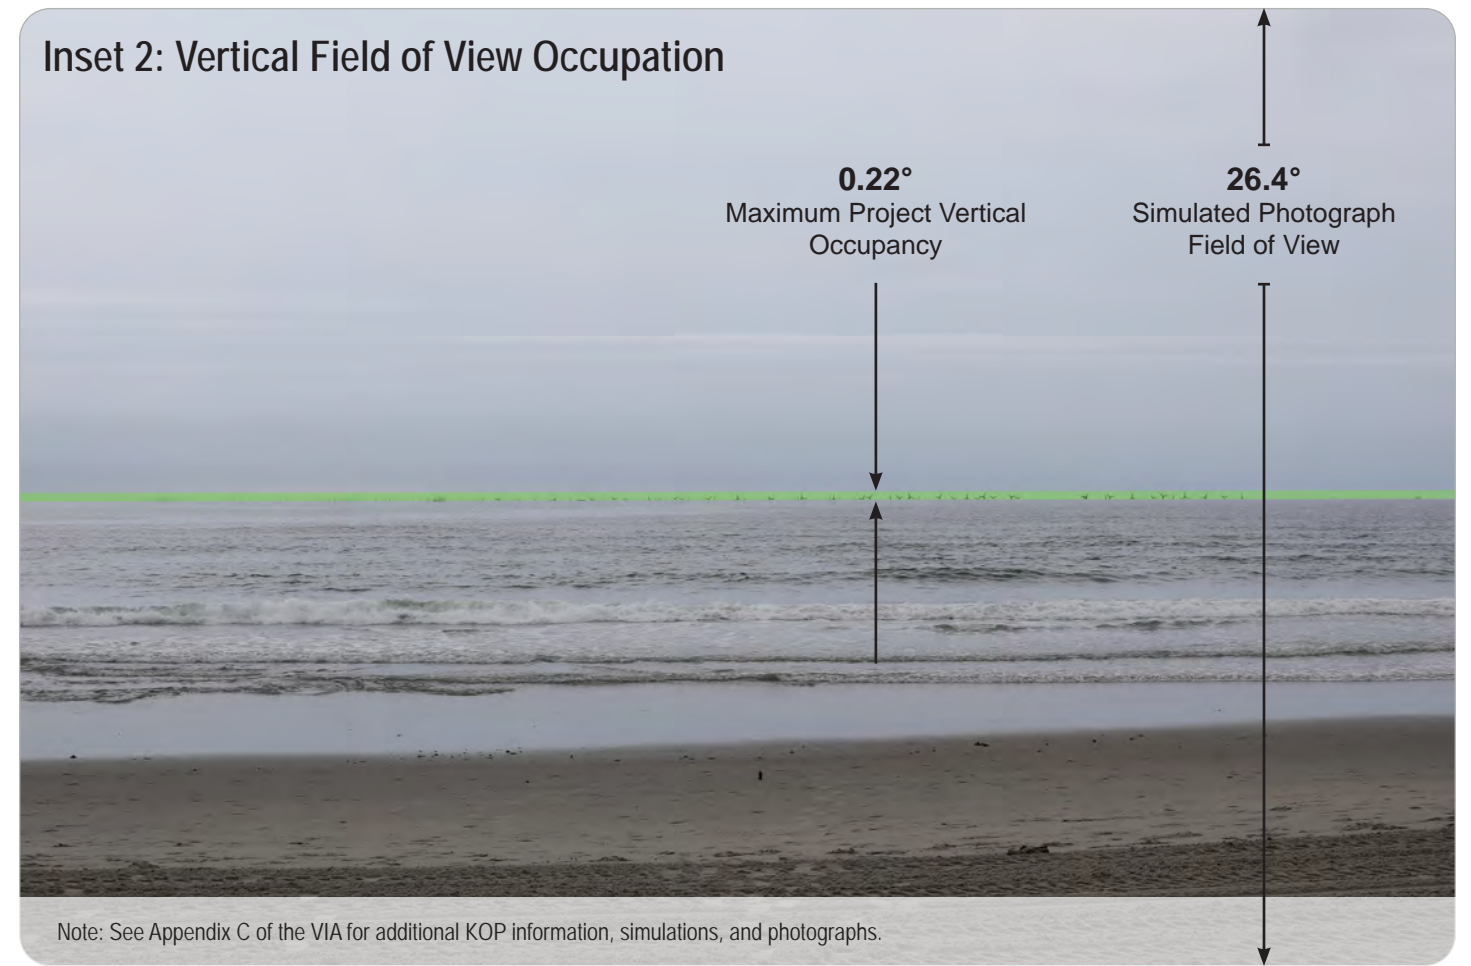 Inset 2: Vertical Field of View Occupation
0.22°
Maximum Project Vertical
Occupancy
26.4°
Simulated Photograph
Field of View
Note: See Appendix C of the VIA for additional KOP information, simulations, and photographs.